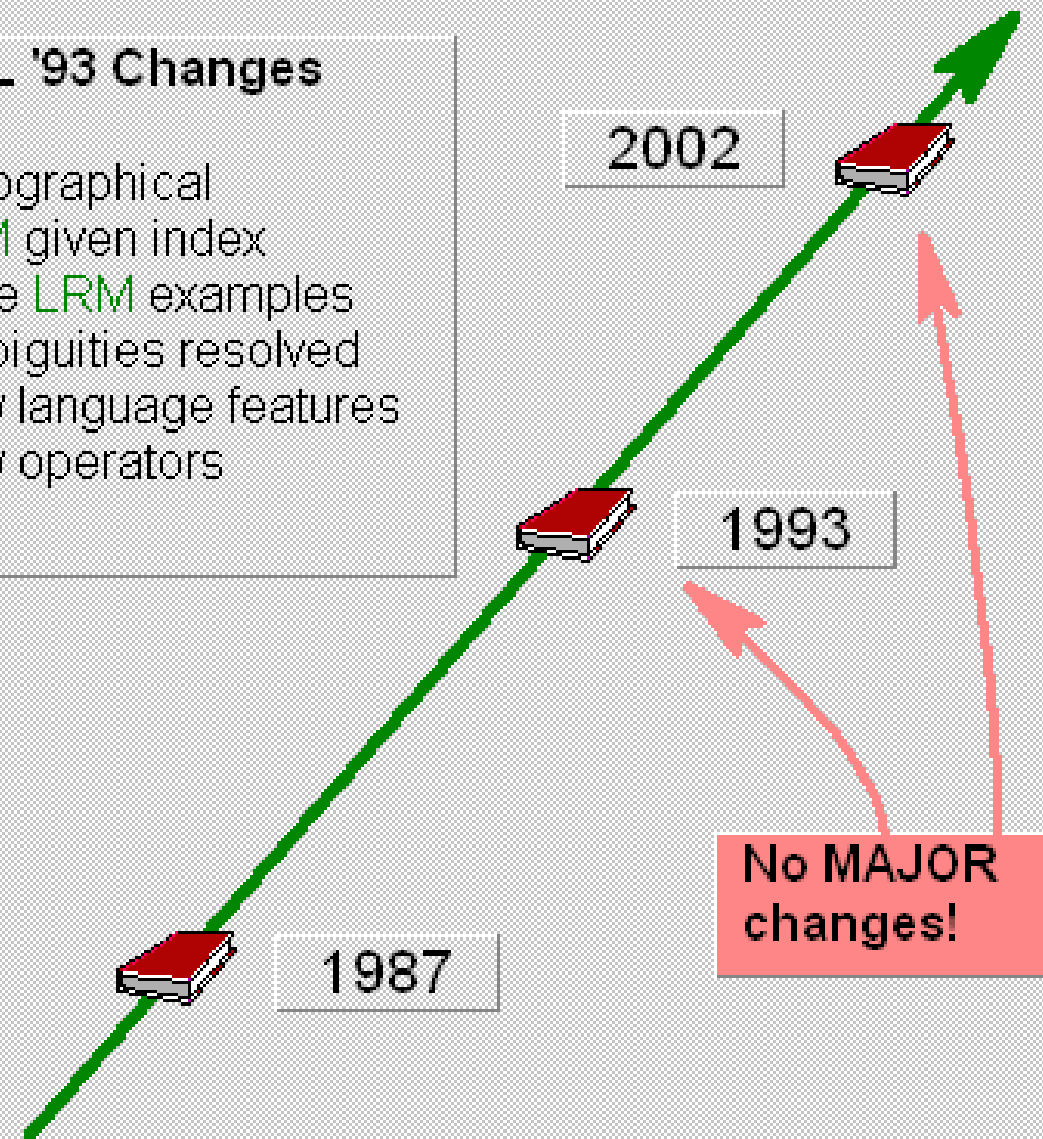 L '93 Changes
ographical
M given index
e LRM examples
biguities resolved
language features
operators
2002
1993
1987
No MAJOR
changes!